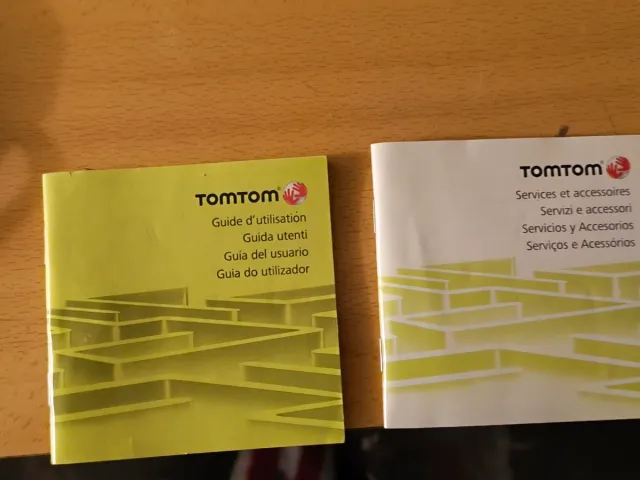 TOMTOM
Guide d'utilisation
Guida utenti
Guía del usuario
Guia do utilizador
TOMTOM
Services et accessoires
Servizi e accessori
Servicios y Accesorios
Serviços e Acessórios